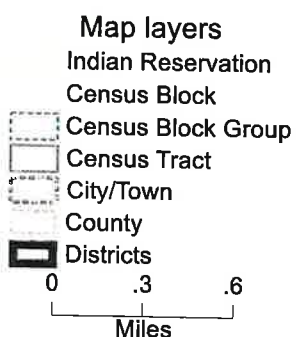 Map layers
Indian Reservation
Census Block
Census Block Group
Census Tract
City/Town
County
Districts
0 .3 .6
Miles